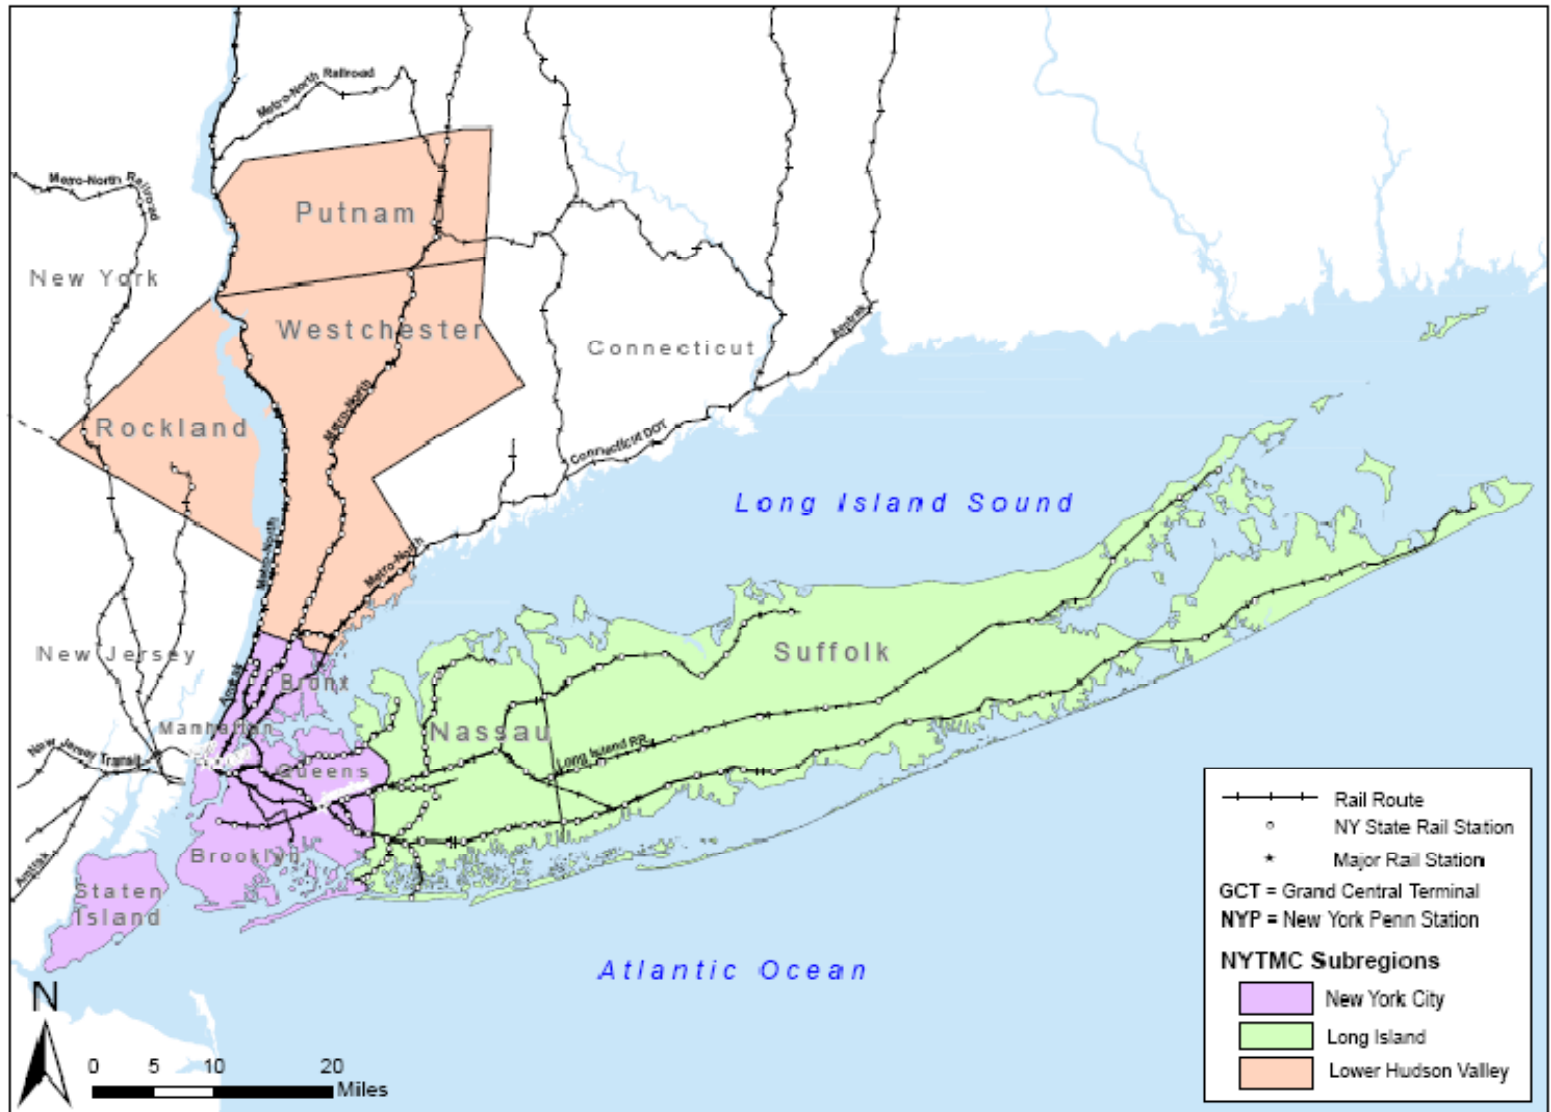 Metro-North Railroad
Metro-North Railroad
Putnam
New York
Westchester
Connecticut
Amtrak
Rockland
Metro-North
Connecticut DOT
Long Island Sound
Metro-North
Metro-North
Suffolk
New Jersey
Bronx
Amtrak
Manhattan
Nassau
New Jersey Transit
Queens
Long Island RR
Brooklyn
Amtrak
Staten
Island
Atlantic Ocean
N
0 5 10 20
Miles
Rail Route
NY State Rail Station
Major Rail Station
GCT = Grand Central Terminal
NYP = New York Penn Station
NYTMC Subregions
New York City
Long Island
Lower Hudson Valley